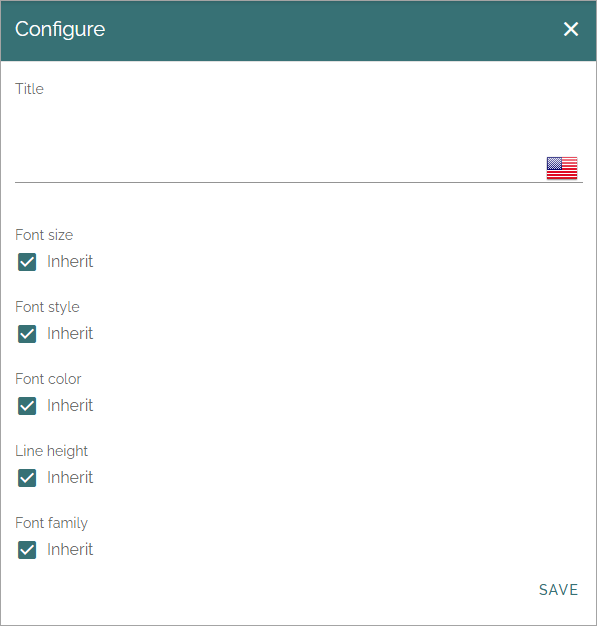 Configure
Title
Font size
Inherit
Font style
Inherit
Font color
Inherit
Line height
Inherit
Font family
Inherit
SAVE